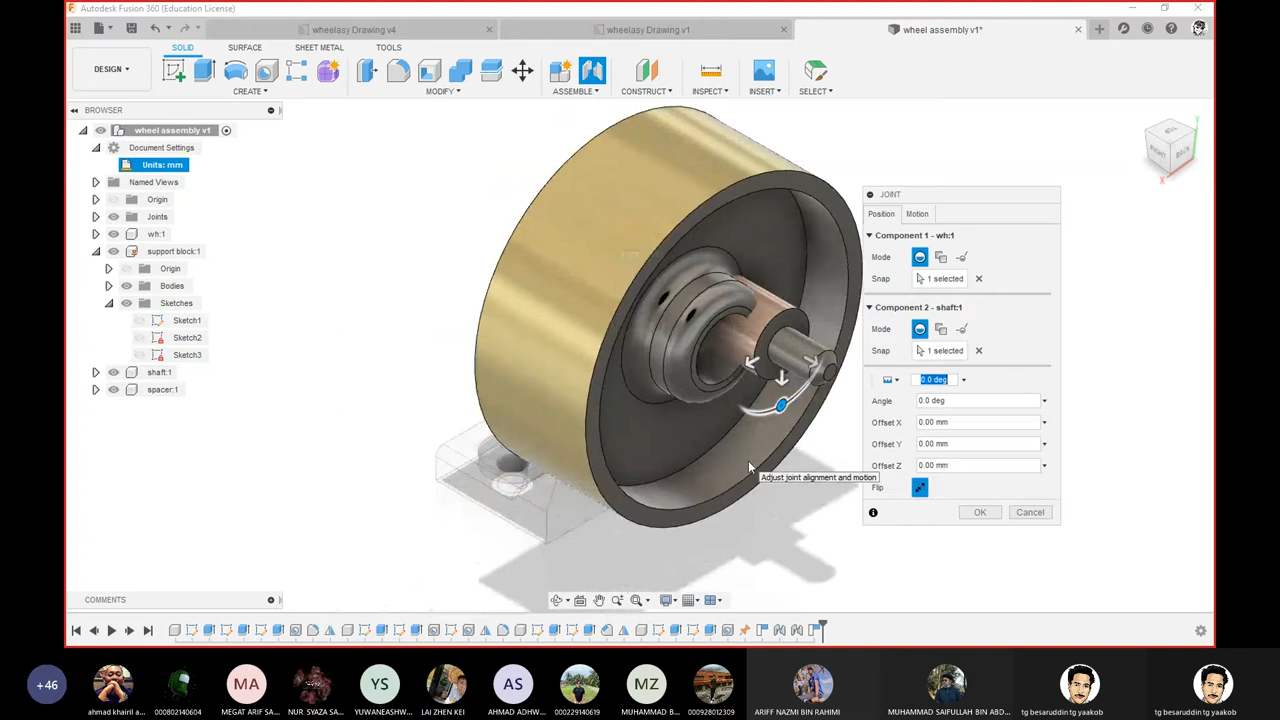 Autodesk Fusion 360 (Education License)
wheelasy Drawing v4
wheelasy Drawing v1
wheel assembly v1*
SOLID
SURFACE
SHEET METAL
TOOLS
DESIGN
CREATE
MODIFY
ASSEMBLE
CONSTRUCT
INSPECT
INSERT
SELECT
BROWSER
wheel assembly v1
Document Settings
Units: mm
Named Views
Origin
Joints
wh:1
support block:1
Origin
Bodies
Sketches
Sketch1
Sketch2
Sketch3
shaft:1
spacer:1
RIGHT
BACK
Y
X
JOINT
Position
Motion
Component 1 - wh:1
Mode
Snap
1 selected
Component 2 - shaft:1
Mode
Snap
1 selected
0.0 deg
Angle
0.0 deg
Offset X
0.00 mm
Offset Y
0.00 mm
Offset Z
0.00 mm
Flip
OK
Cancel
Adjust joint alignment and motion
COMMENTS
+46
MA
YS
AS
MZ
ahmad khairil a...
000802140604
MEGAT ARIF SA...
NUR SYAZA SA...
YUWANEASHW...
LAI ZHEN KEI
AHMAD ADHW...
000229140619
MUHAMMAD B...
000928012309
ARIFF NAZMI BIN RAHIMI
MUHAMMAD SAIFULLAH BIN ABD...
tg besaruddin tg yaakob
tg besaruddin tg yaakob